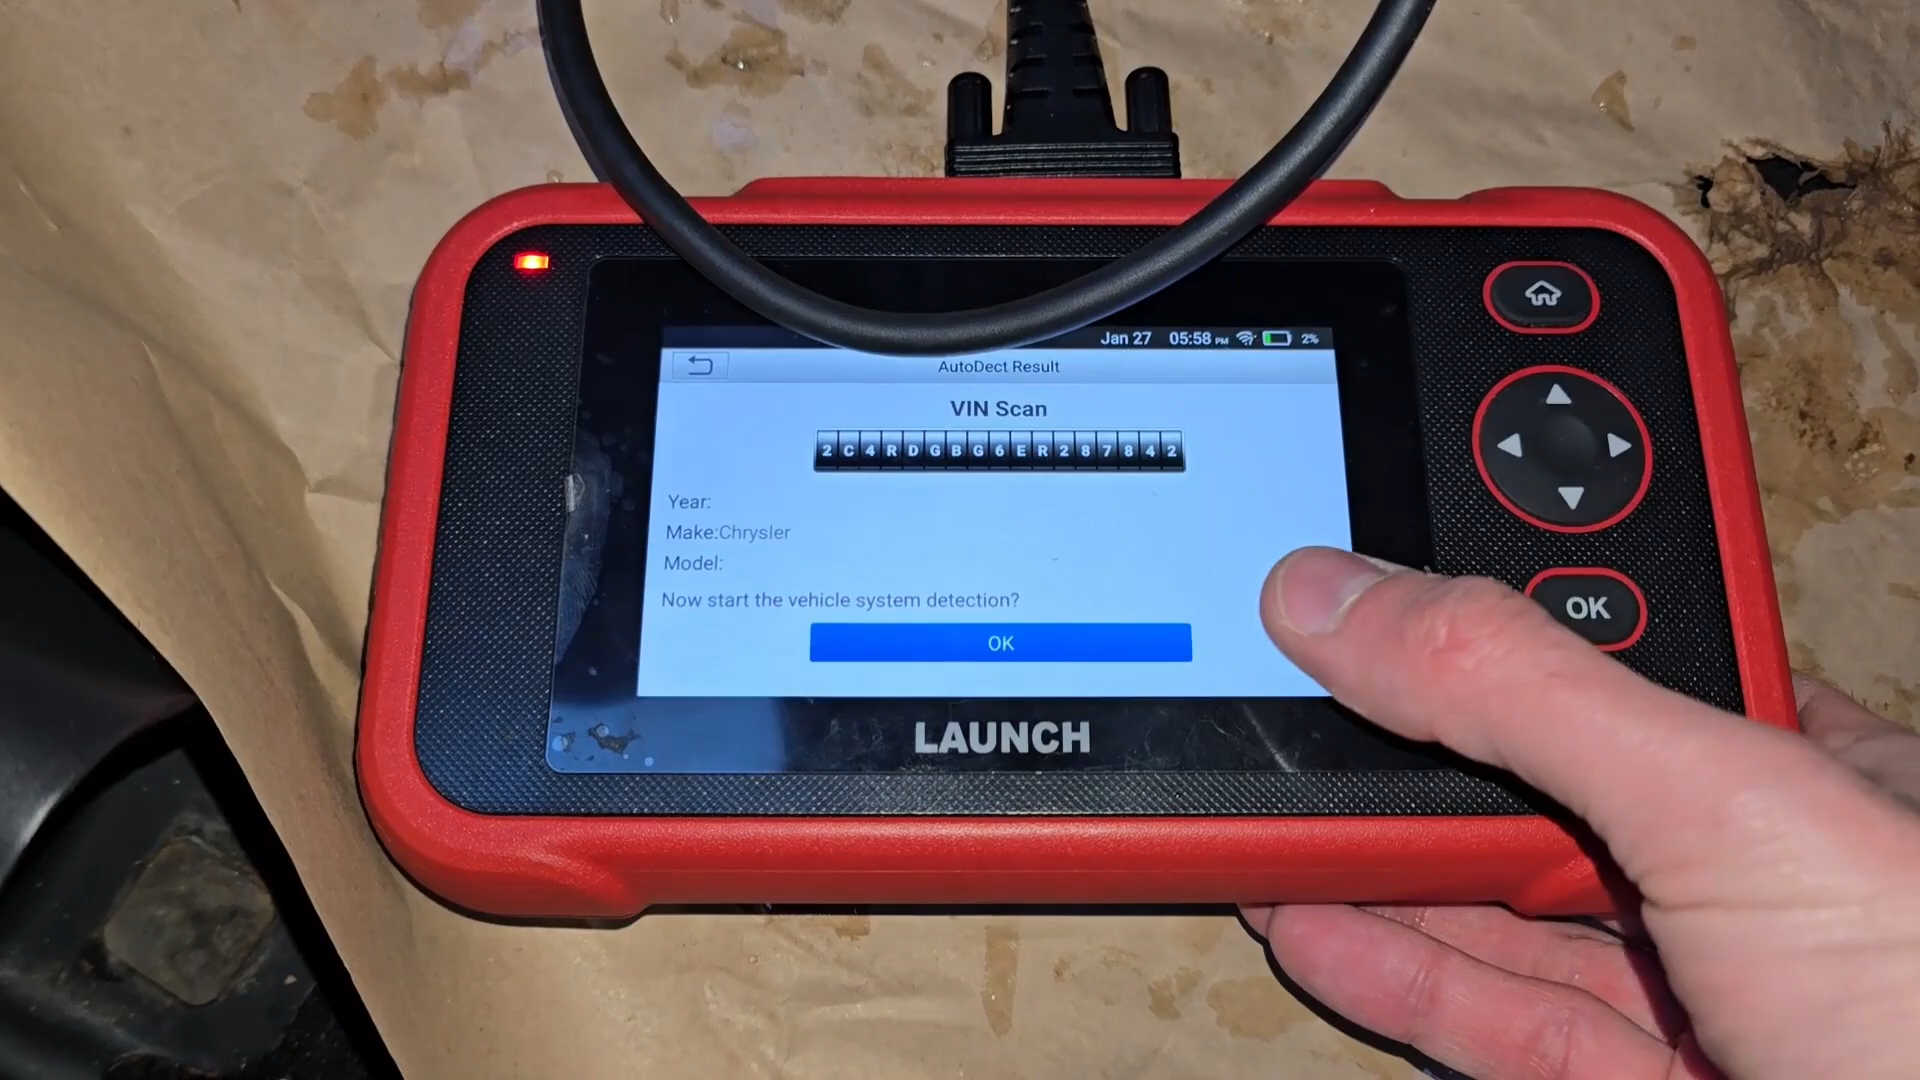 Jan 27 05:58 PM 2%
AutoDect Result
VIN Scan
2C4RDGBG6ER287842
Year:
Make:Chrysler
Model:
Now start the vehicle system detection?
OK
OK
LAUNCH